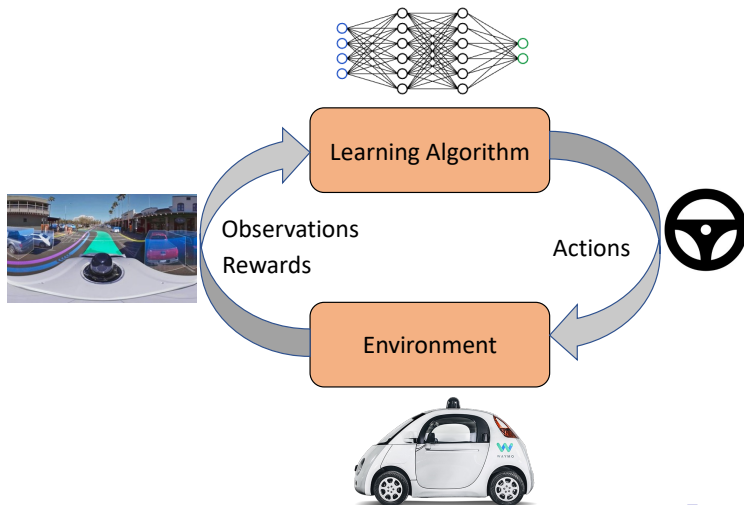 Learning Algorithm
Observations
Rewards
Actions
Environment
WAYMO